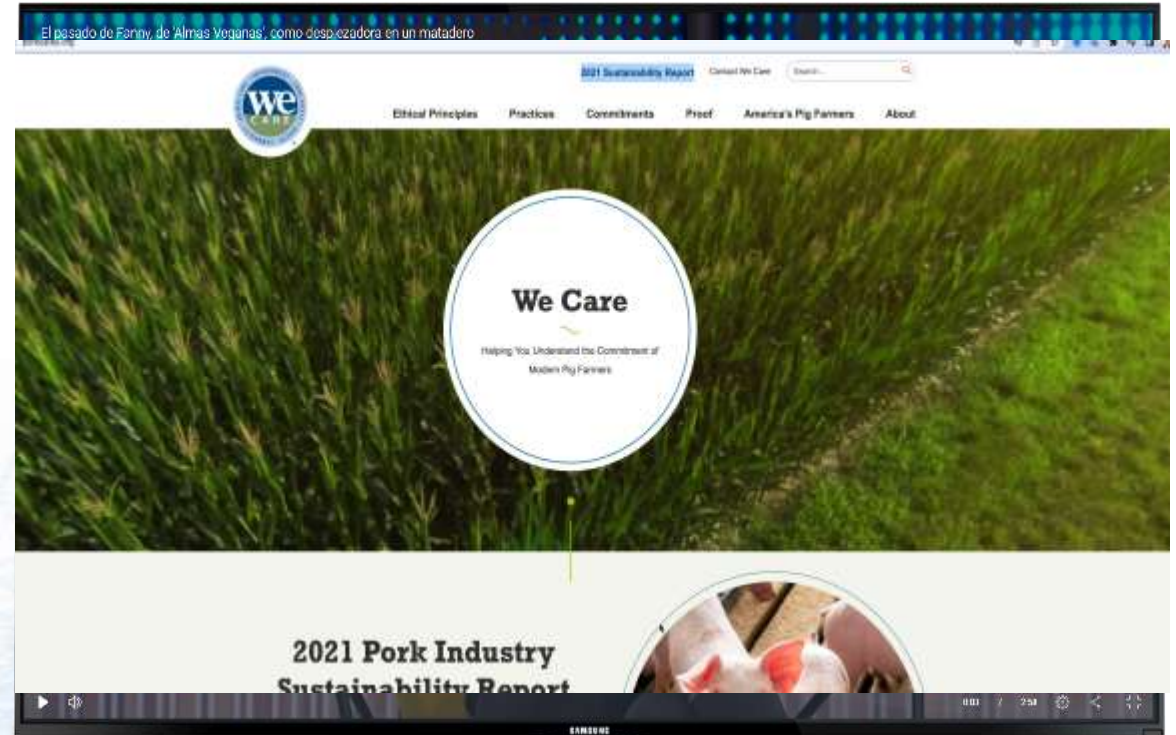 El pasado de Fanny, de 'Almas Veganas', como despiezadora en un matadero
2021 Sustainability Report Contact We Care Search...
We
CARE
Ethical Principles Practices Commitments Proof America's Pig Farmers About
We Care
Helping You Understand the Commitment of
Modern Pig Farmers
2021 Pork Industry
Sustainability Report
0:03 / 2:58
SAMSUNG